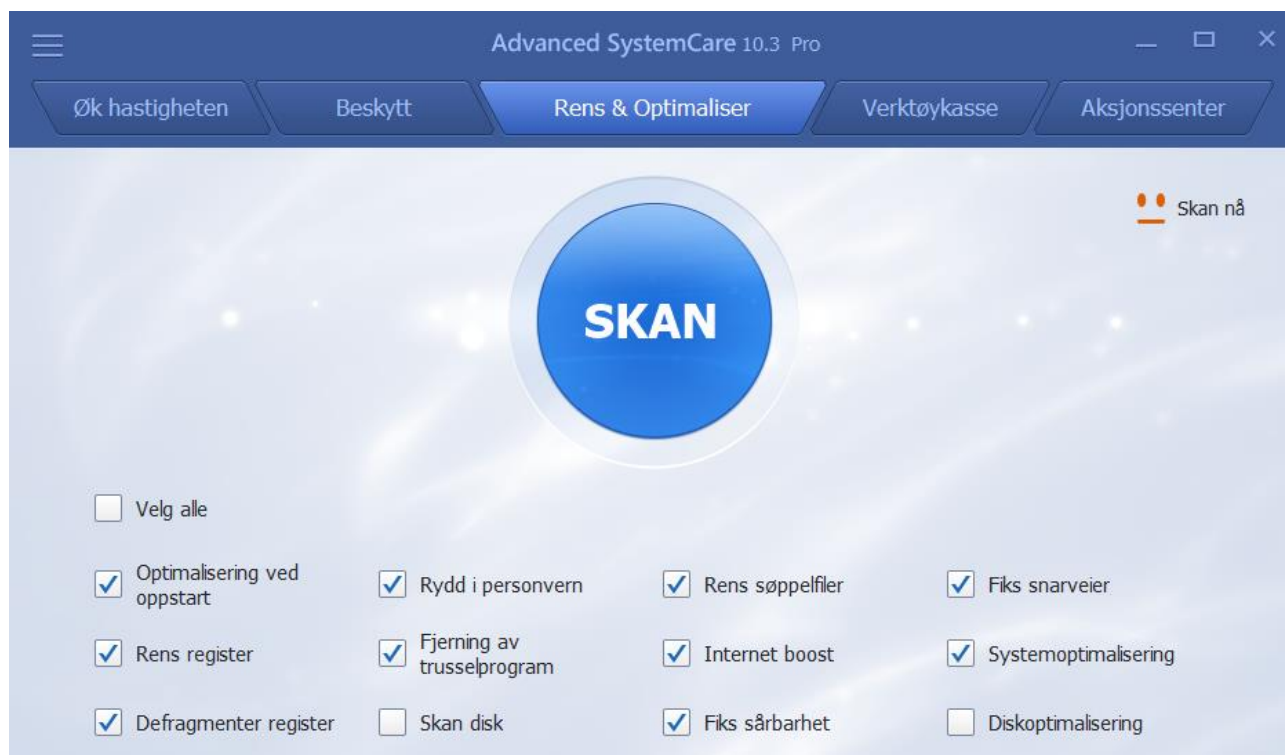 Advanced SystemCare 10.3 Pro
Øk hastigheten
Beskytt
Rens & Optimaliser
Verktøykasse
Aksjonssenter
Skan nå
SKAN
Velg alle
Optimalisering ved
oppstart
Rydd i personvern
Rens søppelfiler
Fiks snarveier
Rens register
Fjerning av
trusselprogram
Internet boost
Systemoptimalisering
Defragmenter register
Skan disk
Fiks sårbarhet
Diskoptimalisering